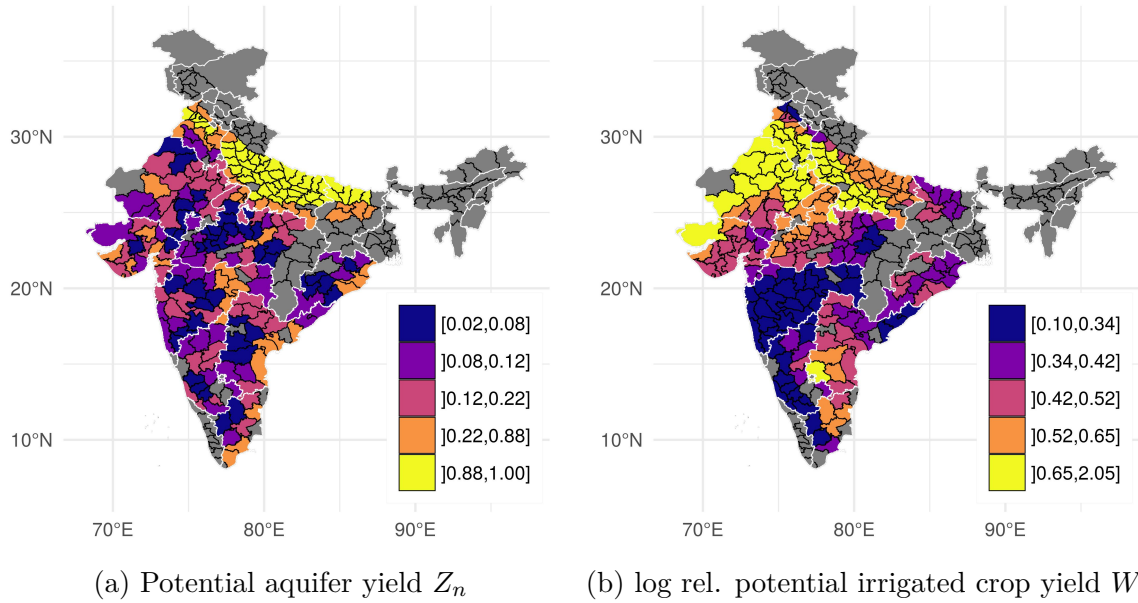 30°N
20°N
10°N
70°E 80°E 90°E
[0.02,0.08]
]0.08,0.12]
]0.12,0.22]
]0.22,0.88]
]0.88,1.00]
(a) Potential aquifer yield Zn
30°N
20°N
10°N
70°E 80°E 90°E
[0.10,0.34]
]0.34,0.42]
]0.42,0.52]
]0.52,0.65]
]0.65,2.05]
(b) log rel. potential irrigated crop yield W